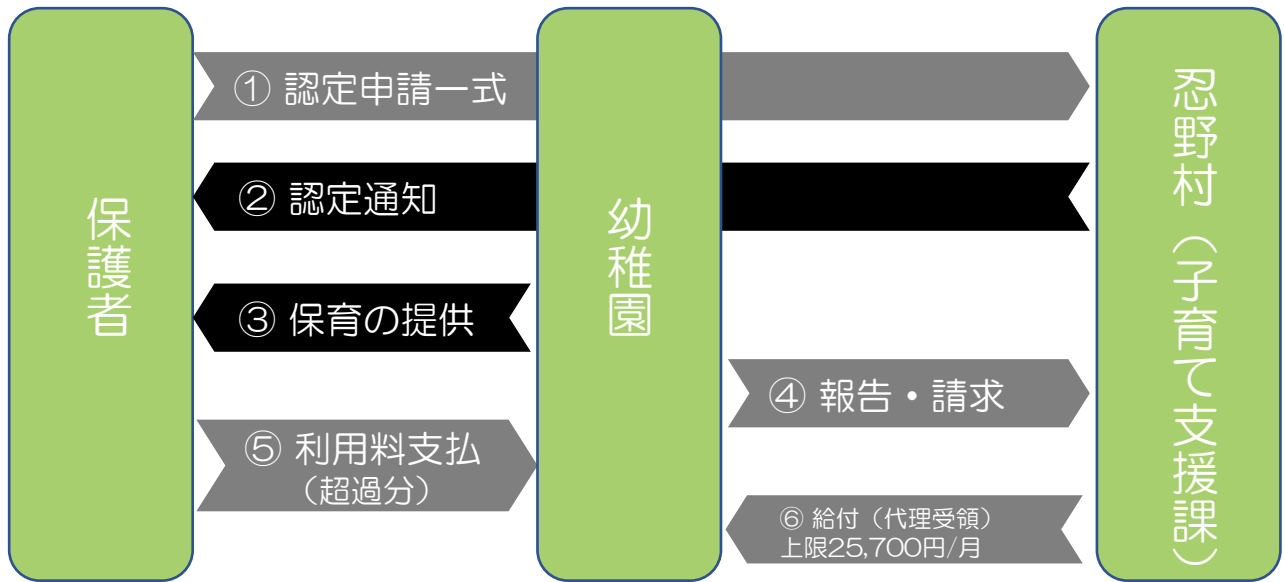 保護者
① 認定申請一式
② 認定通知
③ 保育の提供
⑤ 利用料支払
（超過分）
幼稚園
④ 報告・請求
⑥ 給付（代理受領）
上限25,700円/月
忍野村（子育て支援課）